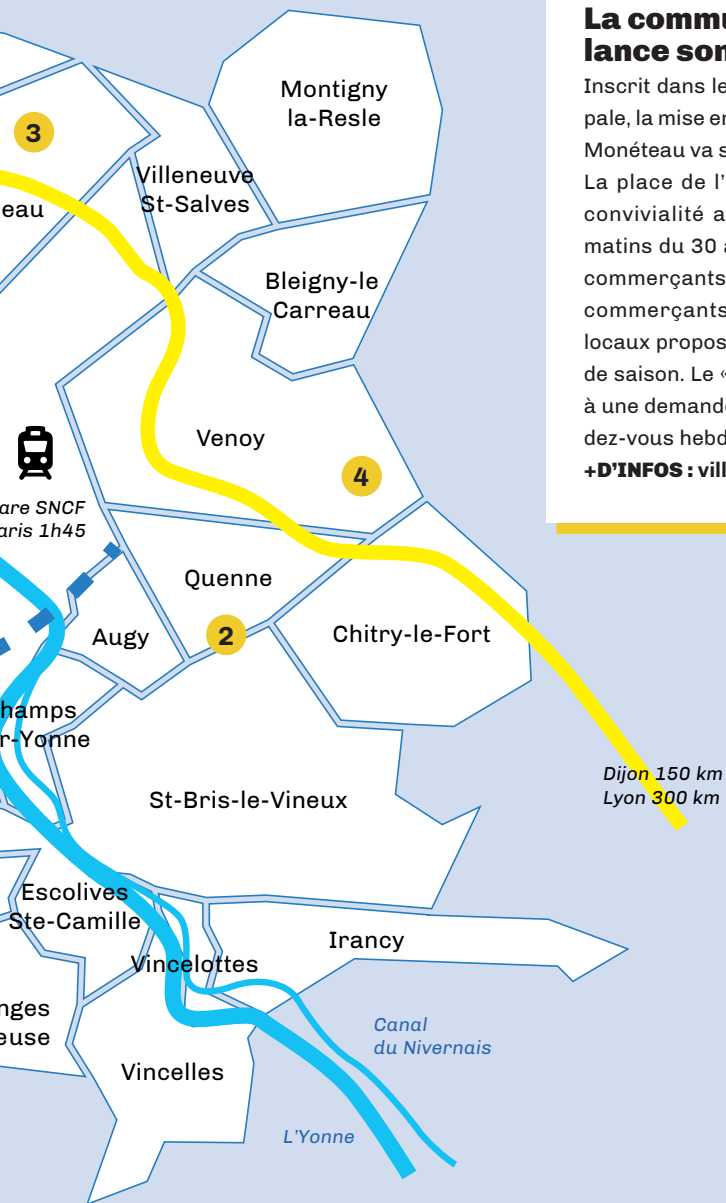 Montigny
la-Resle
3
Villeneuve
St-Salves
eau
Bleigny-le
Carreau
Venoy
4
are SNCF
aris 1h45
Quenne
2
Augy
Chitry-le-Fort
hamps
r-Yonne
St-Bris-le-Vineux
Dijon 150 km
Lyon 300 km
Escolives
Ste-Camille
Irancy
Vincelottes
nges
euse
Canal
du Nivernais
Vincelles
L'Yonne
La commu
lance son
Inscrit dans le
pale, la mise en
Monéteau va s
La place de l'
convivialité a
matins du 30 a
commerçants
commerçants
locaux propos
de saison. Le «
à une demande
dez-vous hebd
+D'INFOS : vill